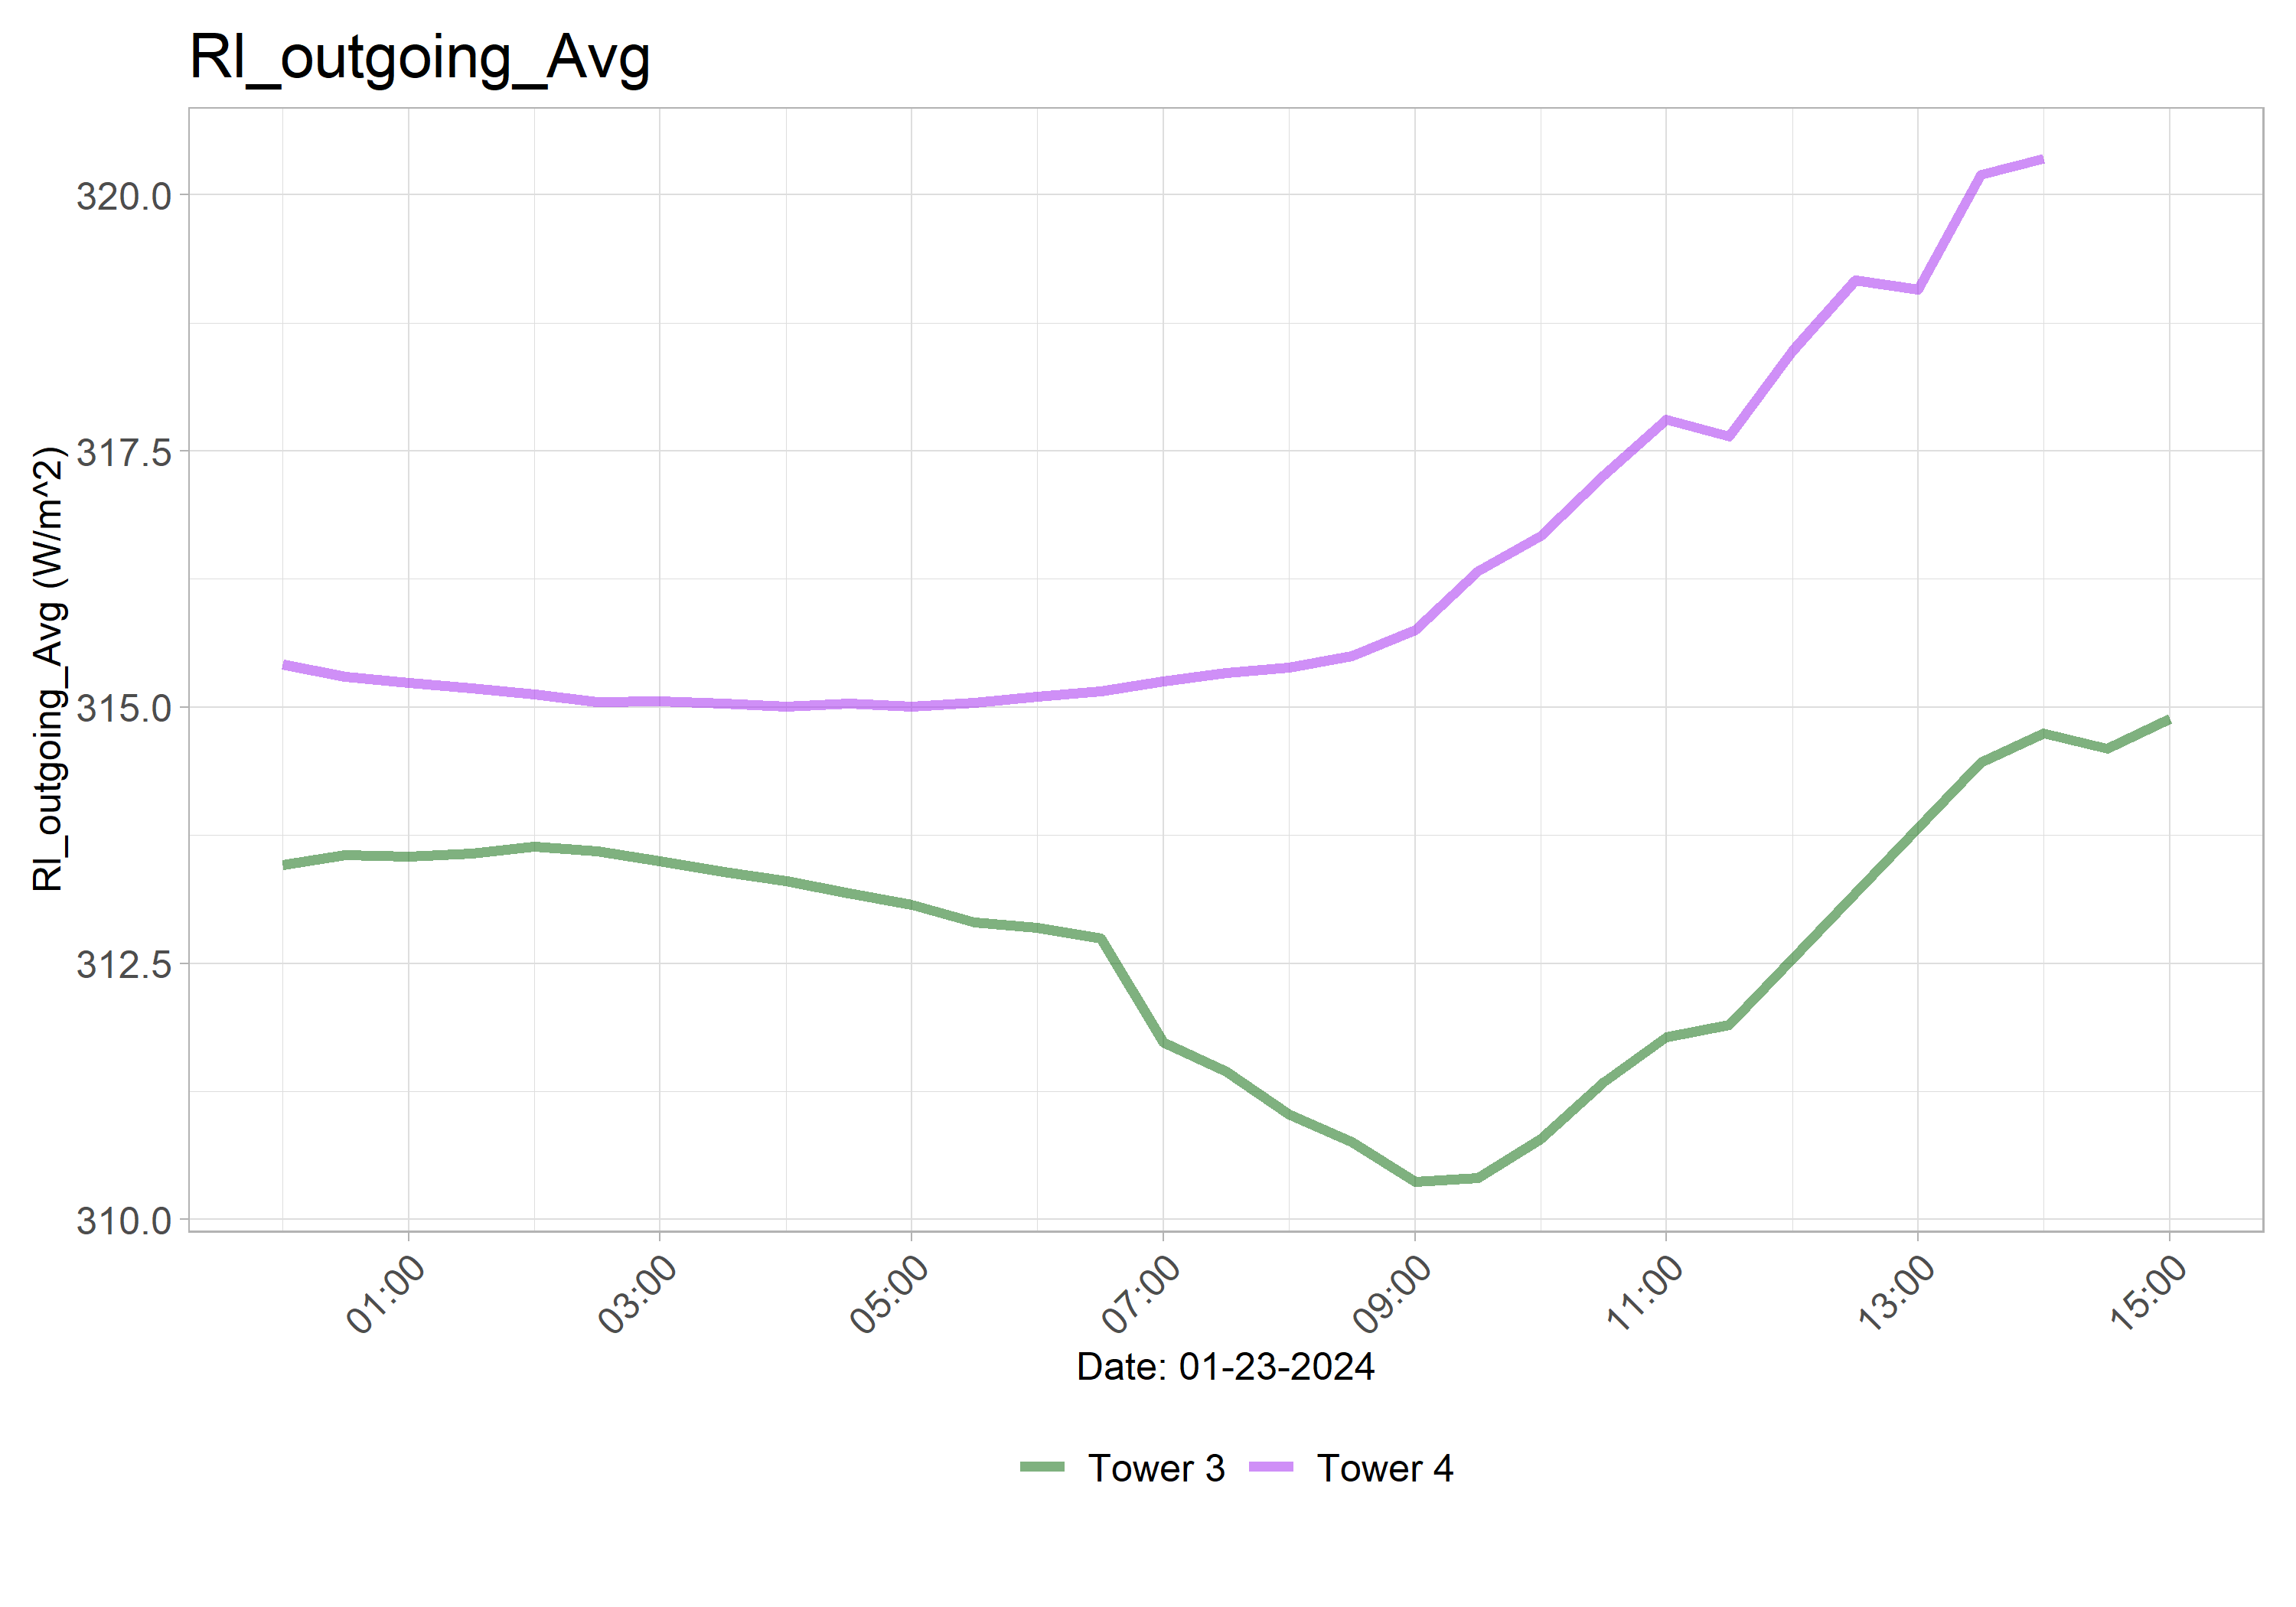 Rl_outgoing_Avg
Rl_outgoing_Avg (W/m^2)
320.0
317.5
315.0
312.5
310.0
01:00
03:00
05:00
07:00
09:00
11:00
13:00
15:00
Date: 01-23-2024
Tower 3
Tower 4